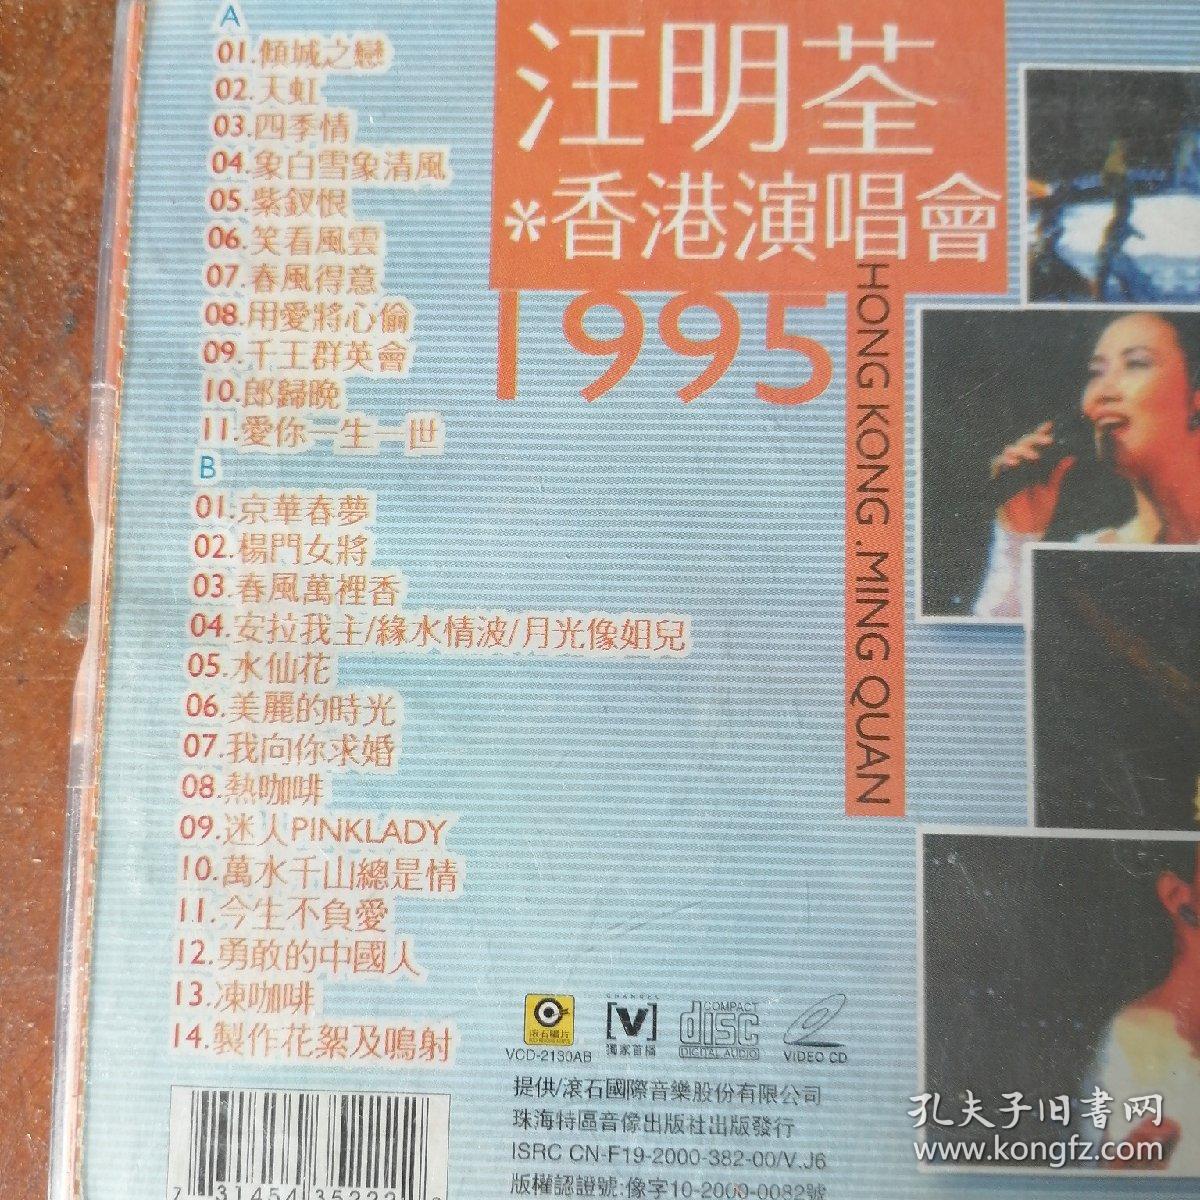 A
01.傾城之戀
02.天虹
03.四季情
04.象白雪象清風
05.紫釵恨
06.笑看風雲
07.春風得意
08.用愛將心偷
09.千王群英會
10.郎歸晚
11.愛你一生一世
B
01.京華春夢
02.楊門女將
03.春風萬裡香
04.安拉我主/緣水情波/月光像姐兒
05.水仙花
06.美麗的時光
07.我向你求婚
08.熱咖啡
09.迷人PINKLADY
10.萬水千山總是情
11.今生不負愛
12.勇敢的中國人
13.凍咖啡
14.製作花絮及鳴射
汪明荃
*香港演唱會
1995
HONG KONG .MING QUAN
滾石唱片
VCD-2130AB
CHANNEL
[V]
獨家首播
COMPACT
disc
DIGITAL AUDIO
VIDEO CD
提供/滾石國際音樂股份有限公司
珠海特區音像出版社出版發行
ISRC CN-F19-2000-382-00/V.J6
版權認證號:像字10-2000-0082號
7 31454 35222
孔夫子旧书网
www.kongfz.com